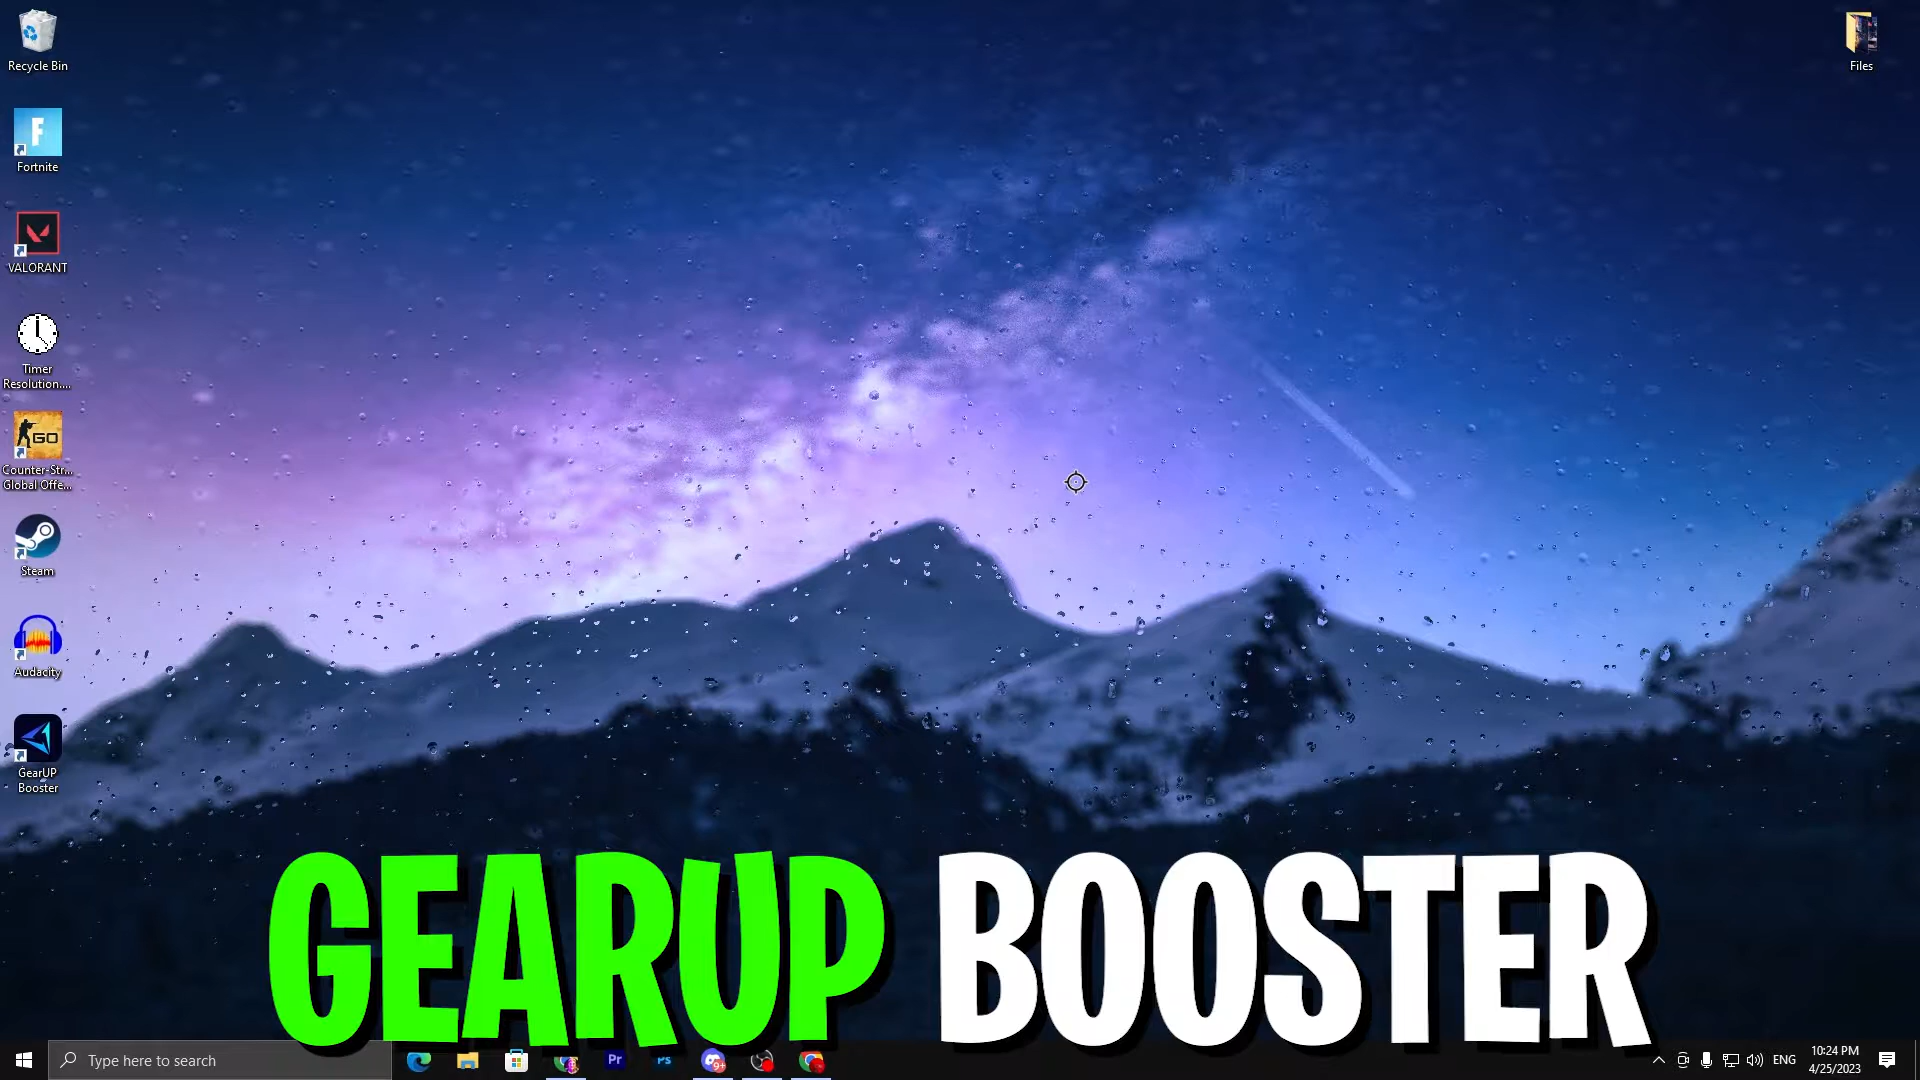 Recycle Bin
Files
F
Fortnite
VALORANT
Timer
Resolution....
GO
Counter-Str...
Global Offe...
Steam
Audacity
GearUP
Booster
GEARUP BOOSTER
Type here to search
Pr
Ps
9+
ENG
10:24 PM
4/25/2023